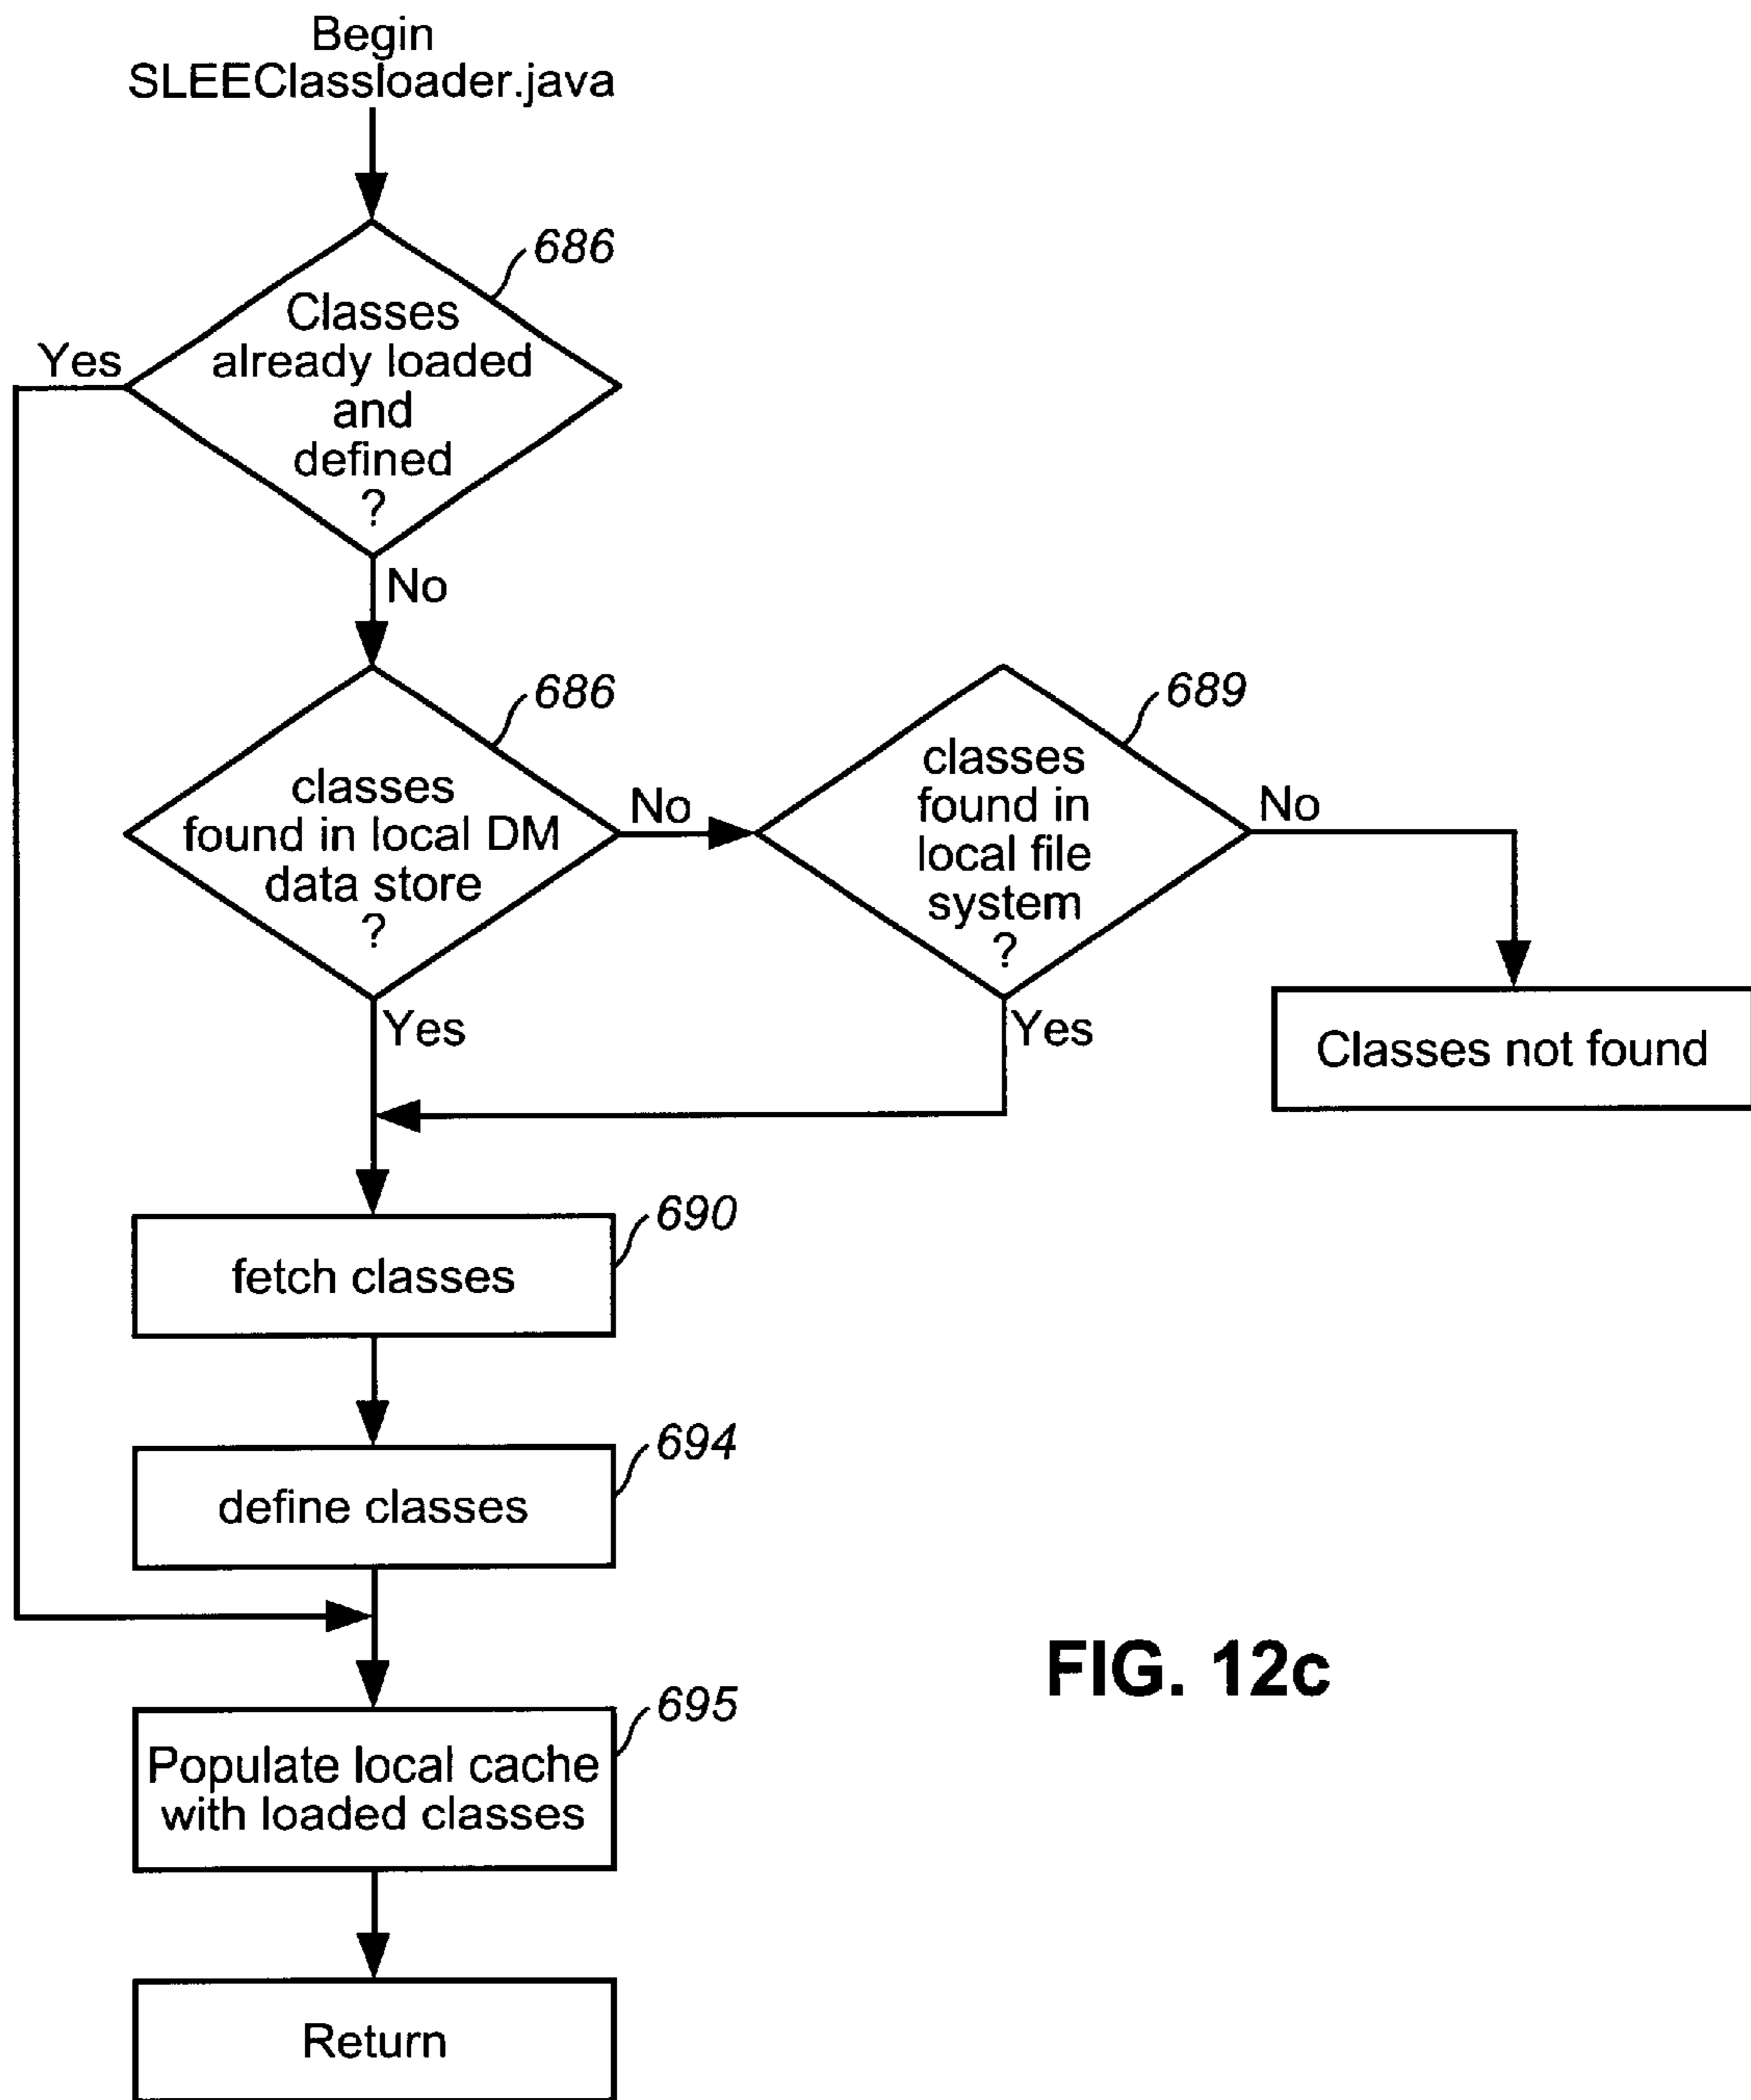 Begin
SLEEClassloader.java
686
Classes
already loaded
and
defined
?
Yes
No
686
classes
found in local DM
data store
?
No
Yes
689
classes
found in
local file
system
?
No
Yes
Classes not found
690
fetch classes
694
define classes
695
Populate local cache
with loaded classes
Return
FIG. 12c